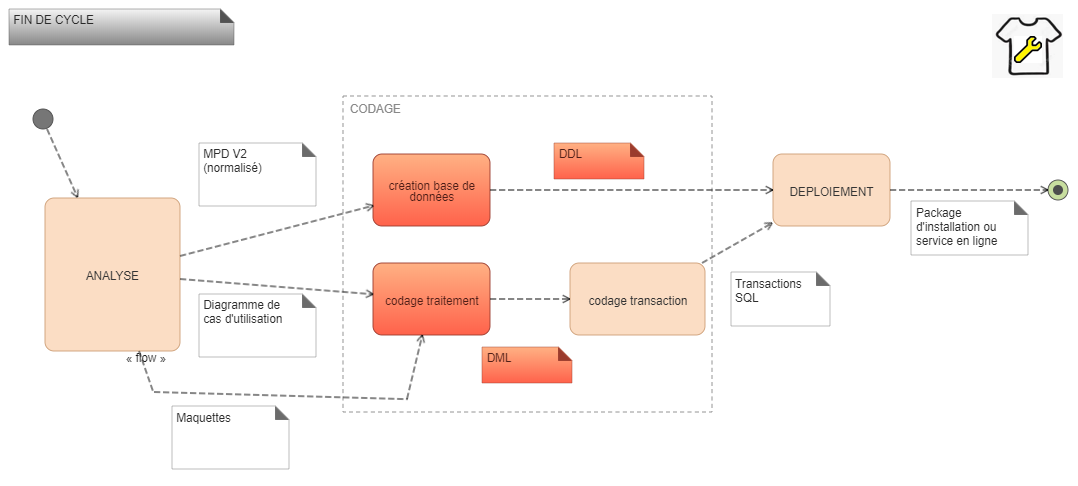 FIN DE CYCLE
CODAGE
MPD V2
(normalisé)
DDL
création base de
données
DEPLOIEMENT
Package
d'installation ou
service en ligne
ANALYSE
Diagramme de
cas d'utilisation
codage traitement
codage transaction
Transactions
SQL
« flow »
DML
Maquettes